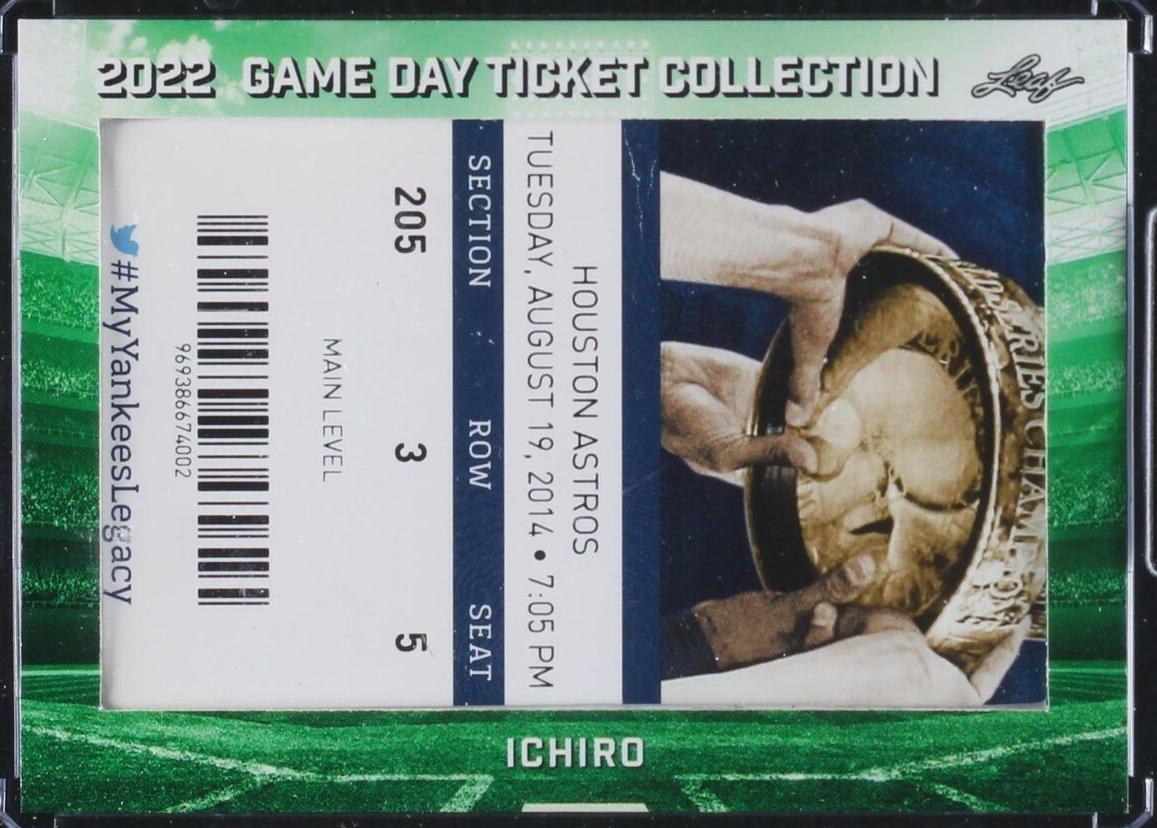 2022 GAME DAY TICKET COLLECTION
Leaf
HOUSTON ASTROS
TUESDAY, AUGUST 19, 2014 • 7:05 PM
SECTION ROW SEAT
205 3 5
MAIN LEVEL
969386674002
#MyYankeesLegacy
ICHIRO